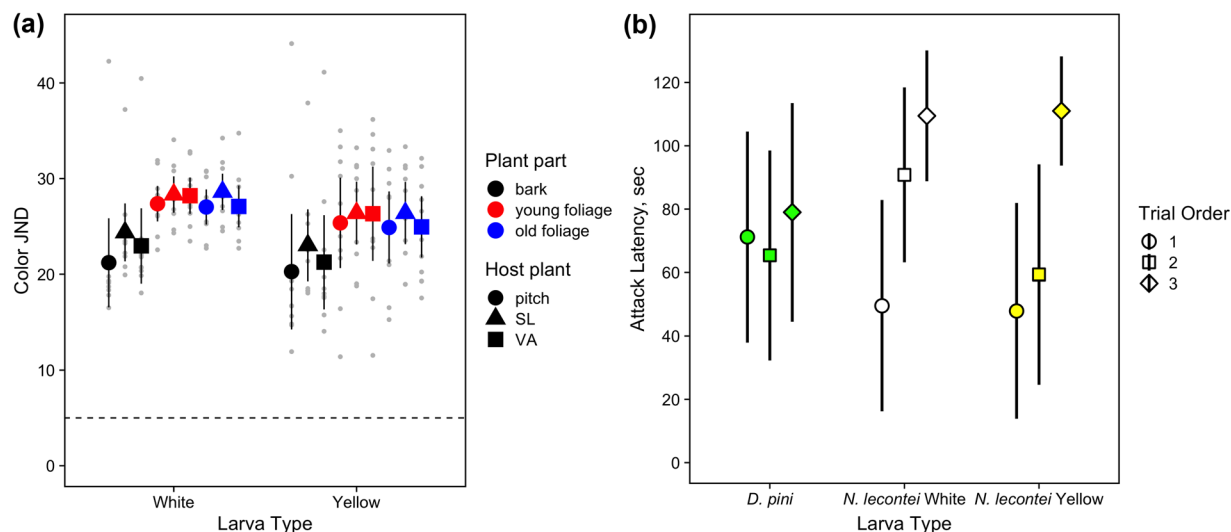 (a)
40
30
20
10
0
Color JND
White
Yellow
Larva Type
Plant part
bark
young foliage
old foliage
Host plant
pitch
SL
VA
(b)
120
100
80
60
40
20
0
Attack Latency, sec
D. pini
N. lecontei White
N. lecontei Yellow
Larva Type
Trial Order
1
2
3